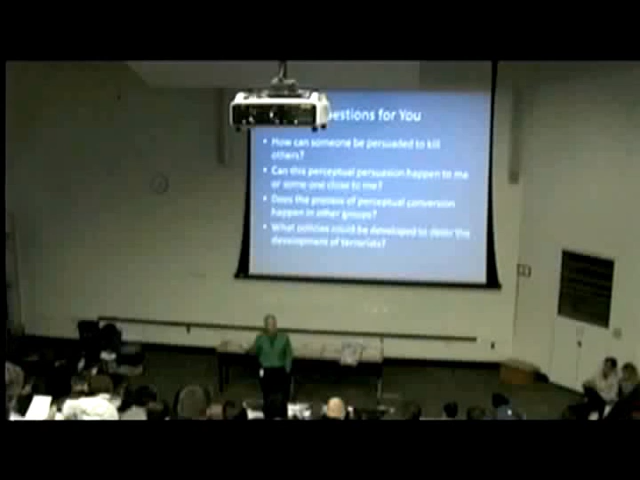 estions for You
• How can someone be persuaded to kill
others?
• Can this perceptual persuasion happen to me
or some one close to me?
• Does the process of perceptual conversion
happen in other groups?
• What policies could be developed to deter the
development of terrorists?